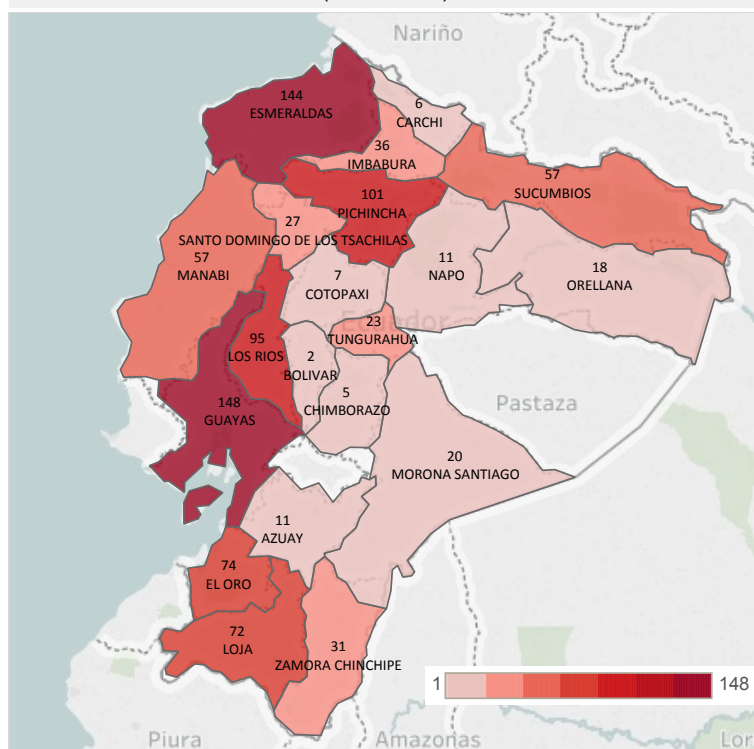 Nariño
144
ESMERALDAS
6
CARCHI
36
IMBABURA
57
SUCUMBIOS
101
PICHINCHA
27
SANTO DOMINGO DE LOS TSACHILAS
57
MANABI
11
NAPO
18
ORELLANA
7
COTOPAXI
Ecuador
23
TUNGURAHUA
95
LOS RIOS
2
BOLIVAR
5
CHIMBORAZO
Pastaza
148
GUAYAS
20
MORONA SANTIAGO
11
AZUAY
74
EL ORO
72
LOJA
31
ZAMORA CHINCHIPE
1 148
Piura
Amazonas